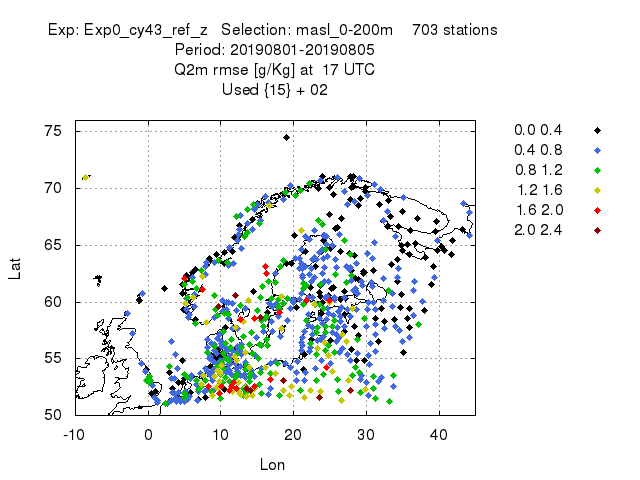 Exp: Exp0_cy43_ref_z   Selection: masl_0-200m    703 stations
Period: 20190801-20190805
Q2m rmse [g/Kg] at  17 UTC
Used {15} + 02
75
70
65
60
55
50
Lat
-10 0 10 20 30 40
Lon
0.0 0.4
0.4 0.8
0.8 1.2
1.2 1.6
1.6 2.0
2.0 2.4